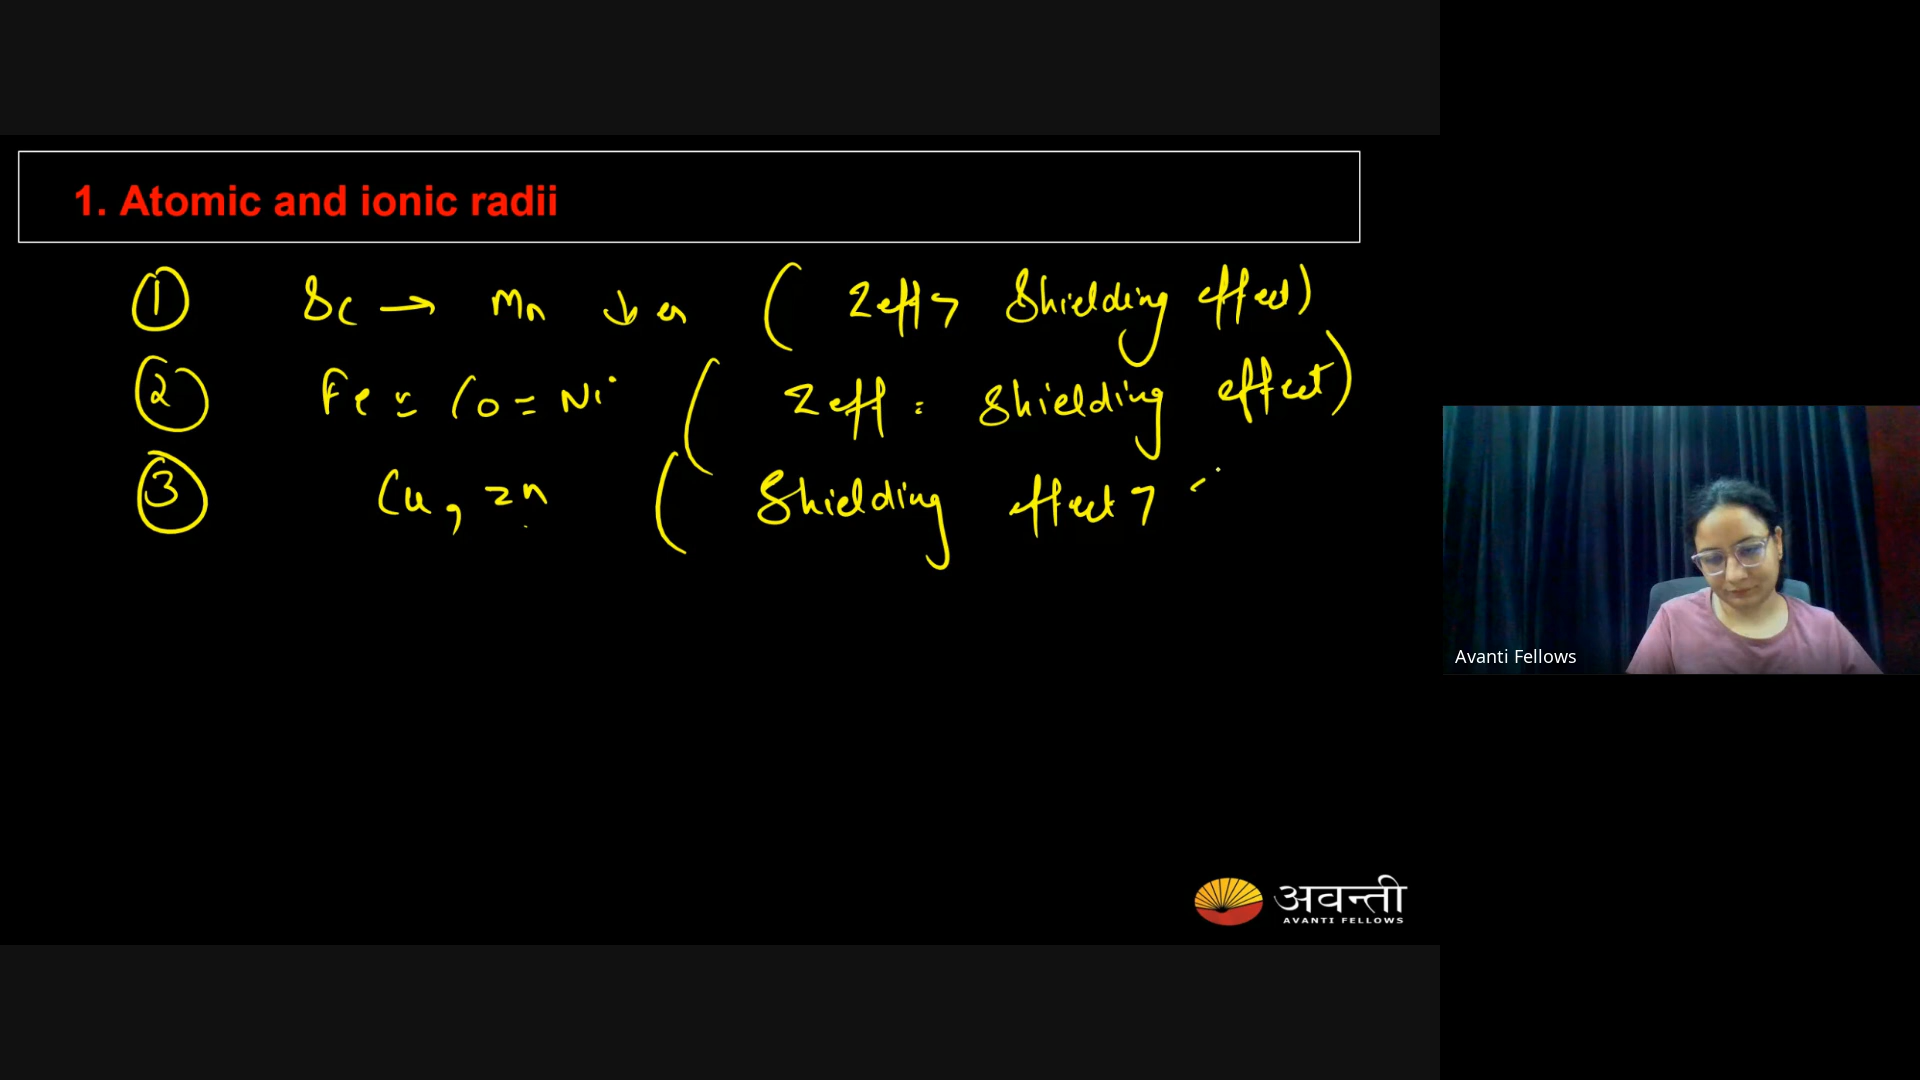 1. Atomic and ionic radii
① Sc → Mn ↓es ( Zeff > Shielding effect)
② Fe ≃ Co = Ni ( Zeff = Shielding effect)
③ Cu, Zn ( Shielding effect >
Avanti Fellows
अवन्ती
AVANTI FELLOWS